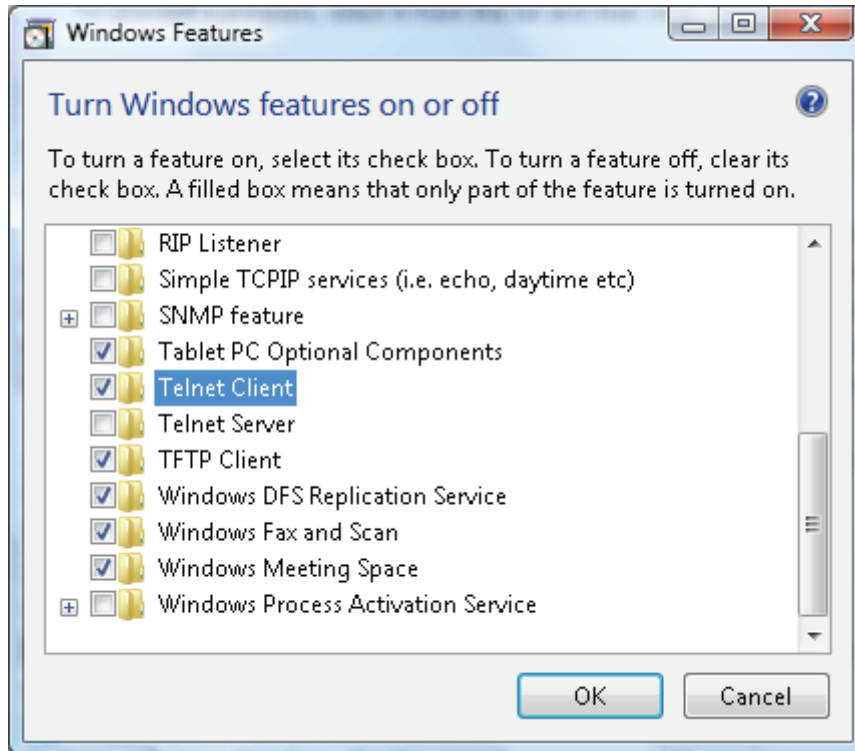 Windows Features
Turn Windows features on or off
To turn a feature on, select its check box. To turn a feature off, clear its
check box. A filled box means that only part of the feature is turned on.
RIP Listener
Simple TCPIP services (i.e. echo, daytime etc)
SNMP feature
Tablet PC Optional Components
Telnet Client
Telnet Server
TFTP Client
Windows DFS Replication Service
Windows Fax and Scan
Windows Meeting Space
Windows Process Activation Service
OK Cancel